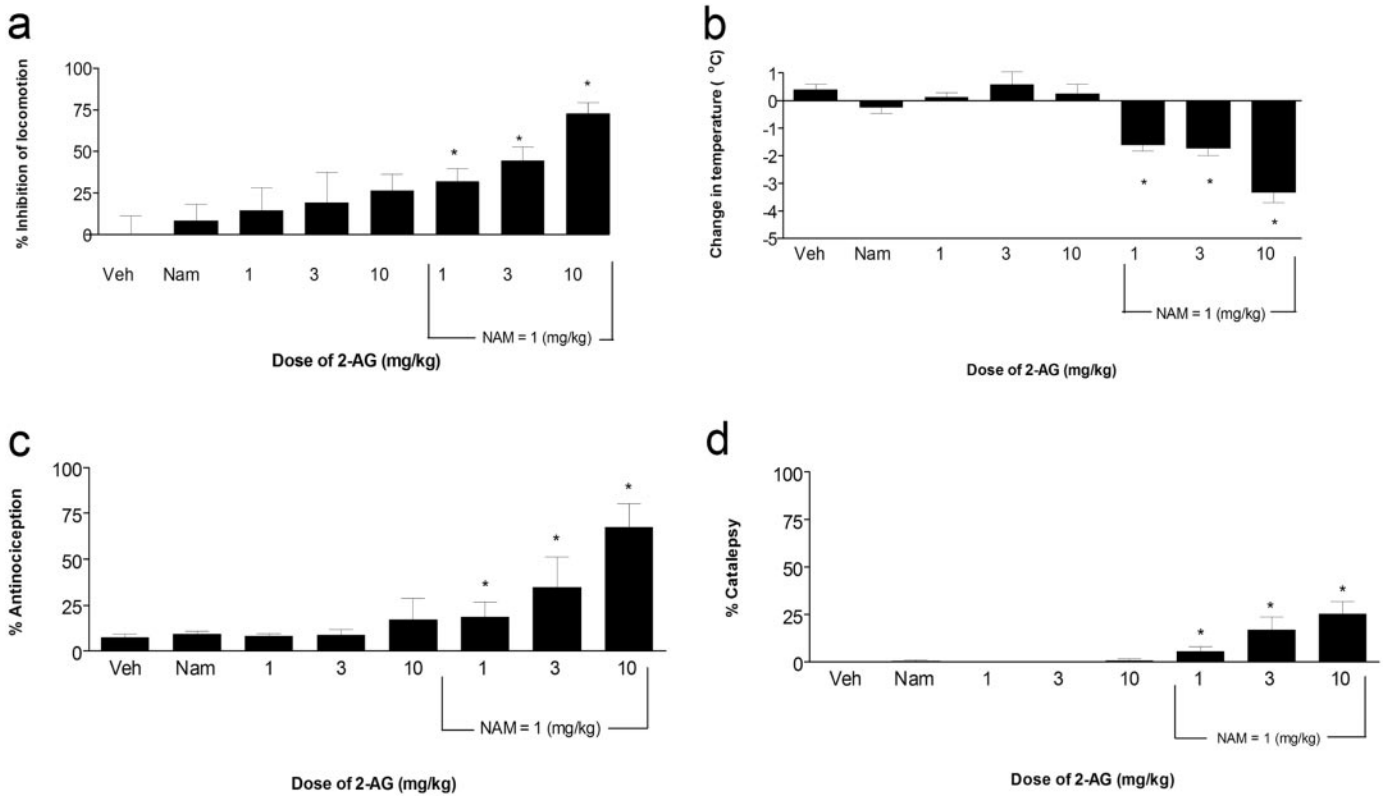 a
% Inhibition of locomotion
100
75
50
25
0
* * *
Veh Nam 1 3 10 1 3 10
NAM = 1 (mg/kg)
Dose of 2-AG (mg/kg)
b
Change in temperature ( °C)
1
0
-1
-2
-3
-4
-5
* * *
Veh Nam 1 3 10 1 3 10
NAM = 1 (mg/kg)
Dose of 2-AG (mg/kg)
c
% Antinociception
100
75
50
25
0
* * *
Veh Nam 1 3 10 1 3 10
NAM = 1 (mg/kg)
Dose of 2-AG (mg/kg)
d
% Catalepsy
100
75
50
25
0
* * *
Veh Nam 1 3 10 1 3 10
NAM = 1 (mg/kg)
Dose of 2-AG (mg/kg)